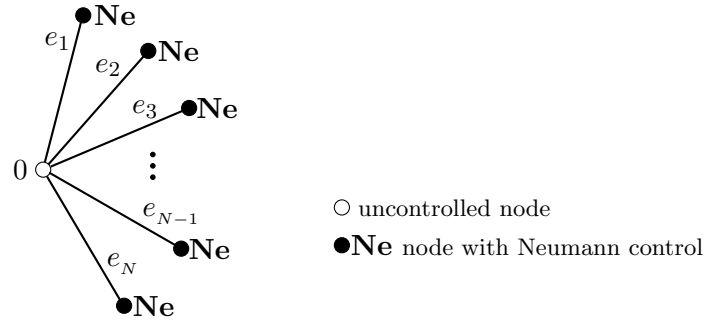 e₁ Ne
e₂ Ne
e₃ Ne
0
⋮
e_{N−1} Ne
e_N Ne
uncontrolled node
Ne node with Neumann control